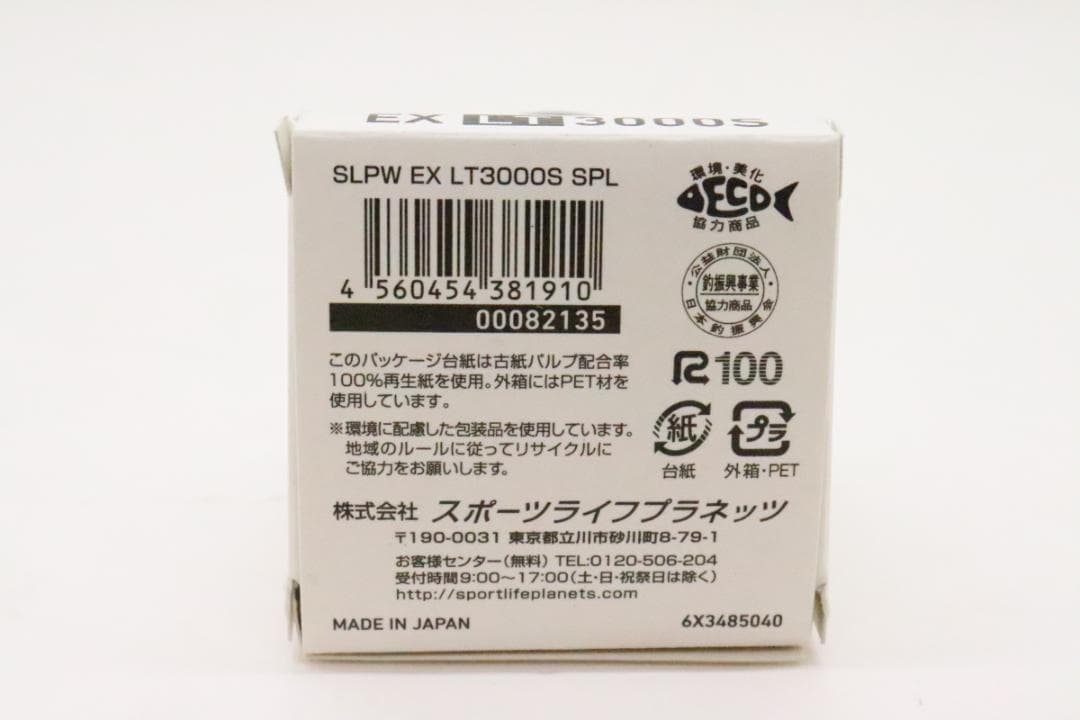 EX LT 3000S
SLPW EX LT3000S SPL
環境・美化
ECO
協力商品
4 560454 381910
00082135
公益財団法人
釣振興事業
協力商品
日本釣振興会
このパッケージ台紙は古紙パルプ配合率
100%再生紙を使用。外箱にはPET材を
使用しています。
R100
※環境に配慮した包装品を使用しています。
地域のルールに従ってリサイクルに
ご協力をお願いします。
紙
プラ
台紙
外箱・PET
株式会社 スポーツライフプラネッツ
〒190-0031 東京都立川市砂川町8-79-1
お客様センター(無料) TEL:0120-506-204
受付時間9:00〜17:00(土・日・祝祭日は除く)
http://sportlifeplanets.com
MADE IN JAPAN
6X3485040